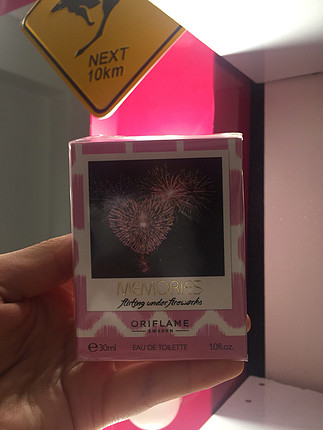 NEXT
10km
MEMORIES
flirting under fireworks
ORIFLAME
SWEDEN
℮30ml EAU DE TOILETTE 1.0fl.oz.